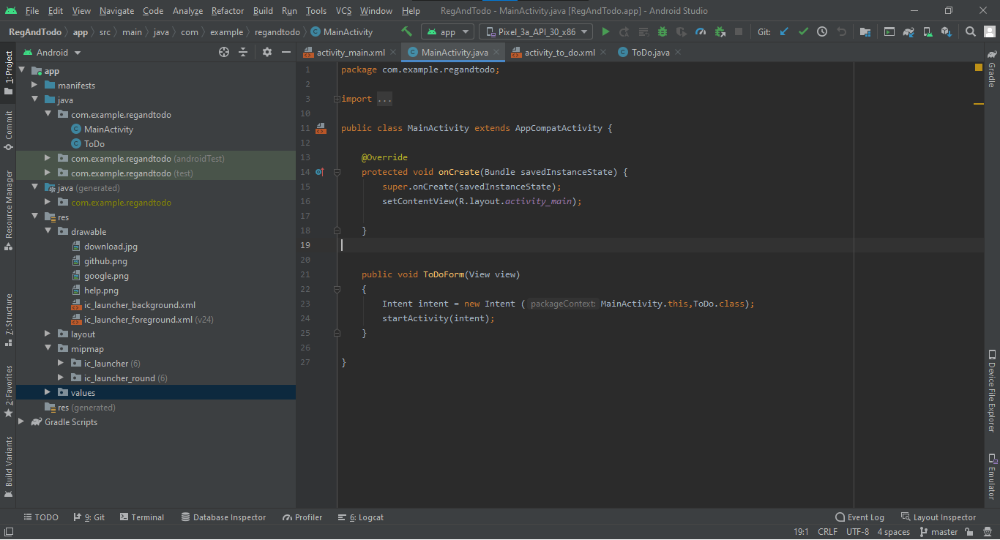 File Edit View Navigate Code Analyze Refactor Build Run Tools VCS Window Help RegAndTodo - MainActivity.java [RegAndTodo.app] - Android Studio
RegAndTodo app src main java com example regandtodo MainActivity app Pixel_3a_API_30_x86 Git:
Android
activity_main.xml MainActivity.java activity_to_do.xml ToDo.java
1: Project
Commit
Resource Manager
7: Structure
2: Favorites
Build Variants
app
manifests
java
com.example.regandtodo
MainActivity
ToDo
com.example.regandtodo (androidTest)
com.example.regandtodo (test)
java (generated)
com.example.regandtodo
res
drawable
download.jpg
github.png
google.png
help.png
ic_launcher_background.xml
ic_launcher_foreground.xml (v24)
layout
mipmap
ic_launcher (6)
ic_launcher_round (6)
values
res (generated)
Gradle Scripts
1 package com.example.regandtodo;
2
3 import ...
10
11 public class MainActivity extends AppCompatActivity {
12
13 @Override
14 protected void onCreate(Bundle savedInstanceState) {
15 super.onCreate(savedInstanceState);
16 setContentView(R.layout.activity_main);
17
18 }
19
20
21 public void ToDoForm(View view)
22 {
23 Intent intent = new Intent ( packageContext: MainActivity.this,ToDo.class);
24 startActivity(intent);
25 }
26
27 }
Gradle
Device File Explorer
Emulator
TODO 9: Git Terminal Database Inspector Profiler 6: Logcat Event Log Layout Inspector
19:1 CRLF UTF-8 4 spaces master